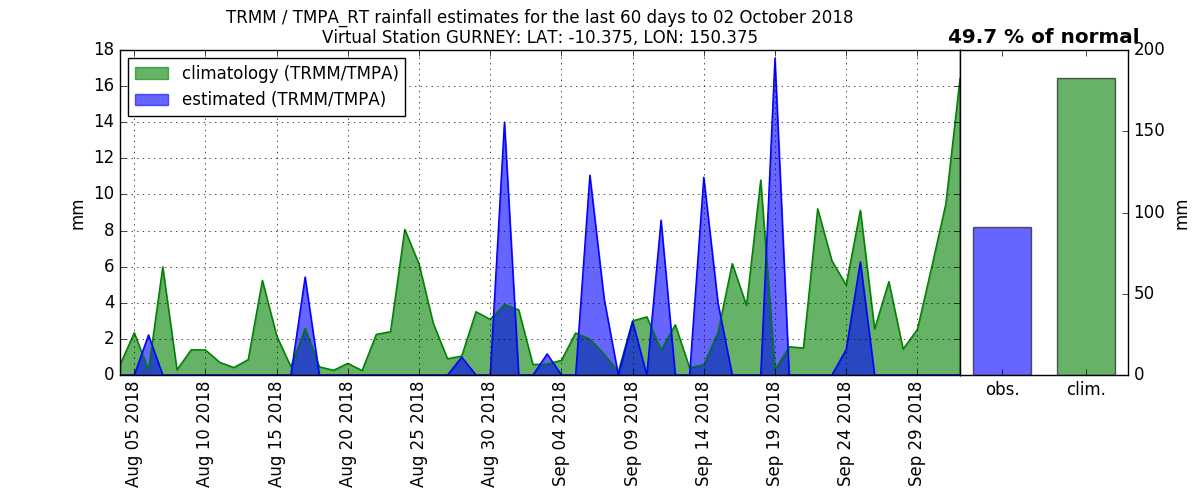 TRMM / TMPA_RT rainfall estimates for the last 60 days to 02 October 2018
Virtual Station GURNEY: LAT: -10.375, LON: 150.375
49.7 % of normal
climatology (TRMM/TMPA)
estimated (TRMM/TMPA)
mm
18
16
14
12
10
8
6
4
2
0
Aug 05 2018
Aug 10 2018
Aug 15 2018
Aug 20 2018
Aug 25 2018
Aug 30 2018
Sep 04 2018
Sep 09 2018
Sep 14 2018
Sep 19 2018
Sep 24 2018
Sep 29 2018
obs.
clim.
200
150
100
50
0
mm